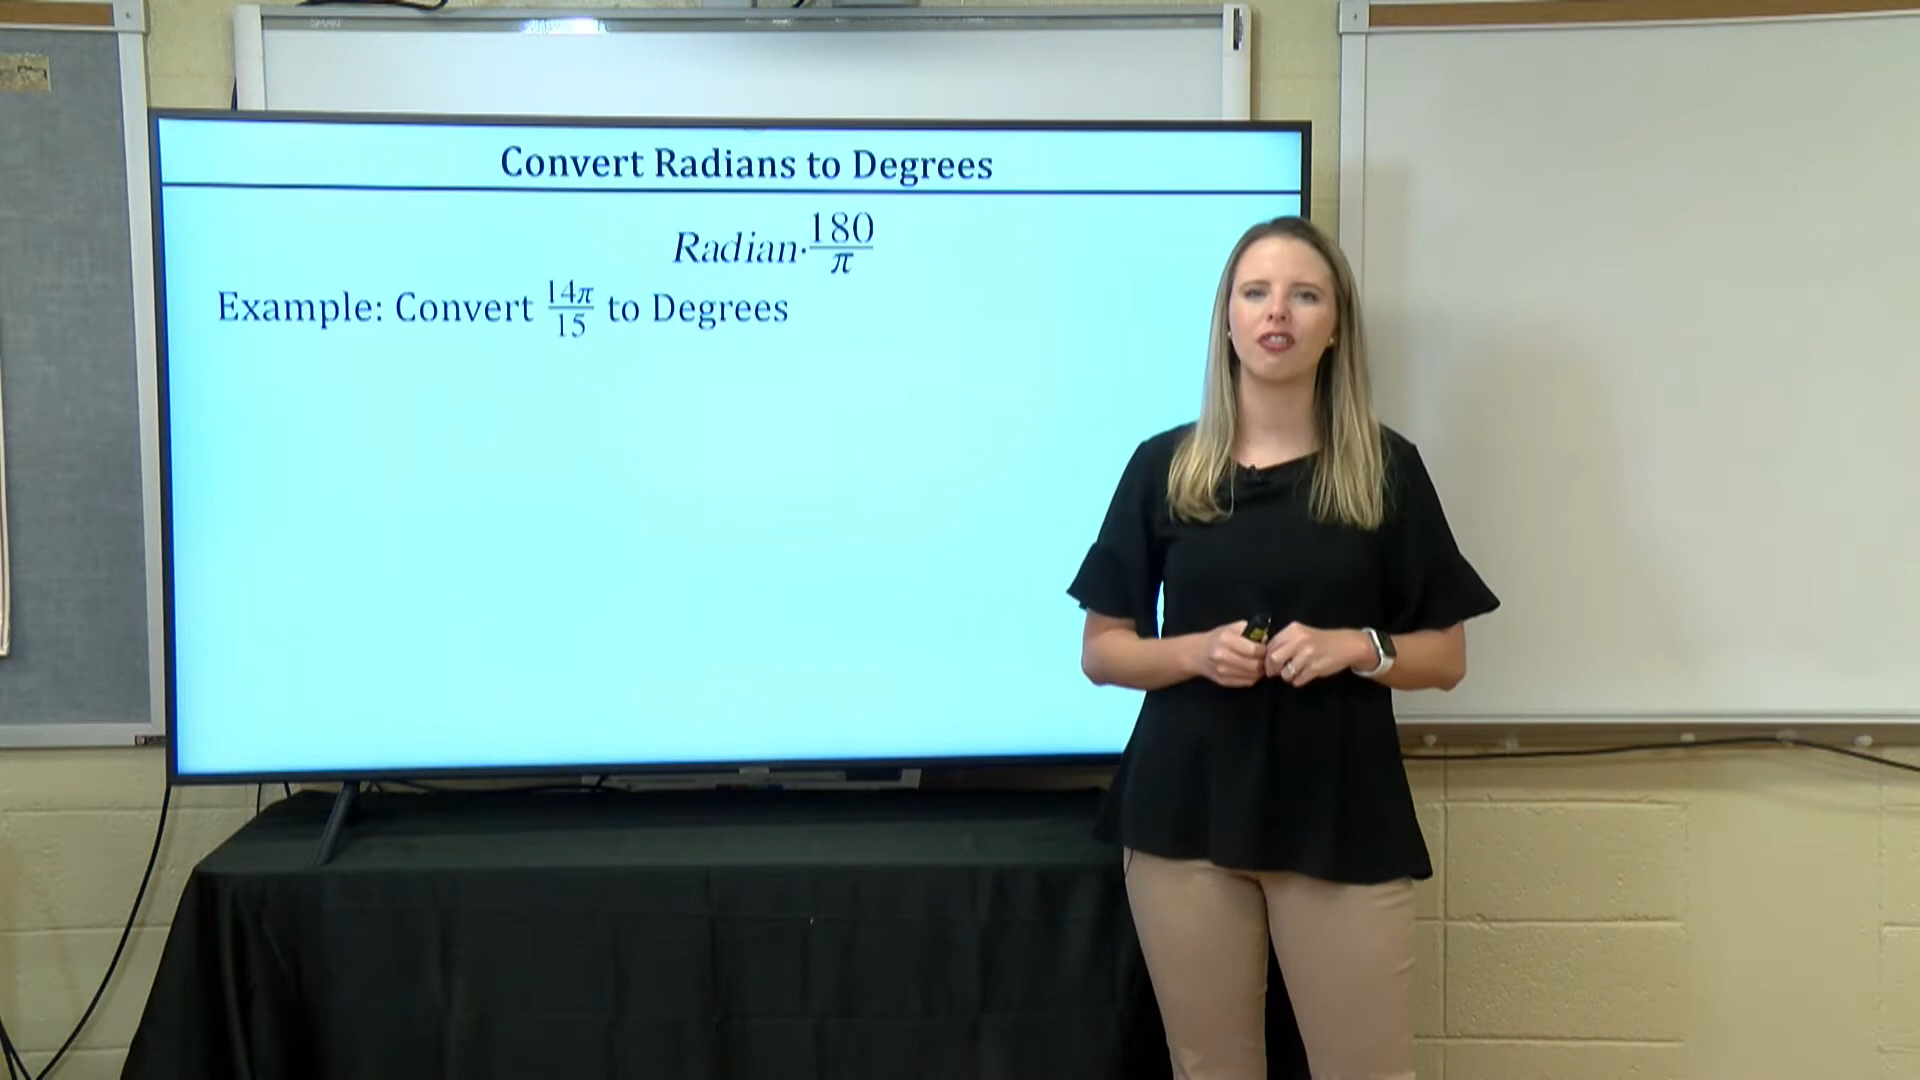 Convert Radians to Degrees
Radian·180/π
Example: Convert 14π/15 to Degrees